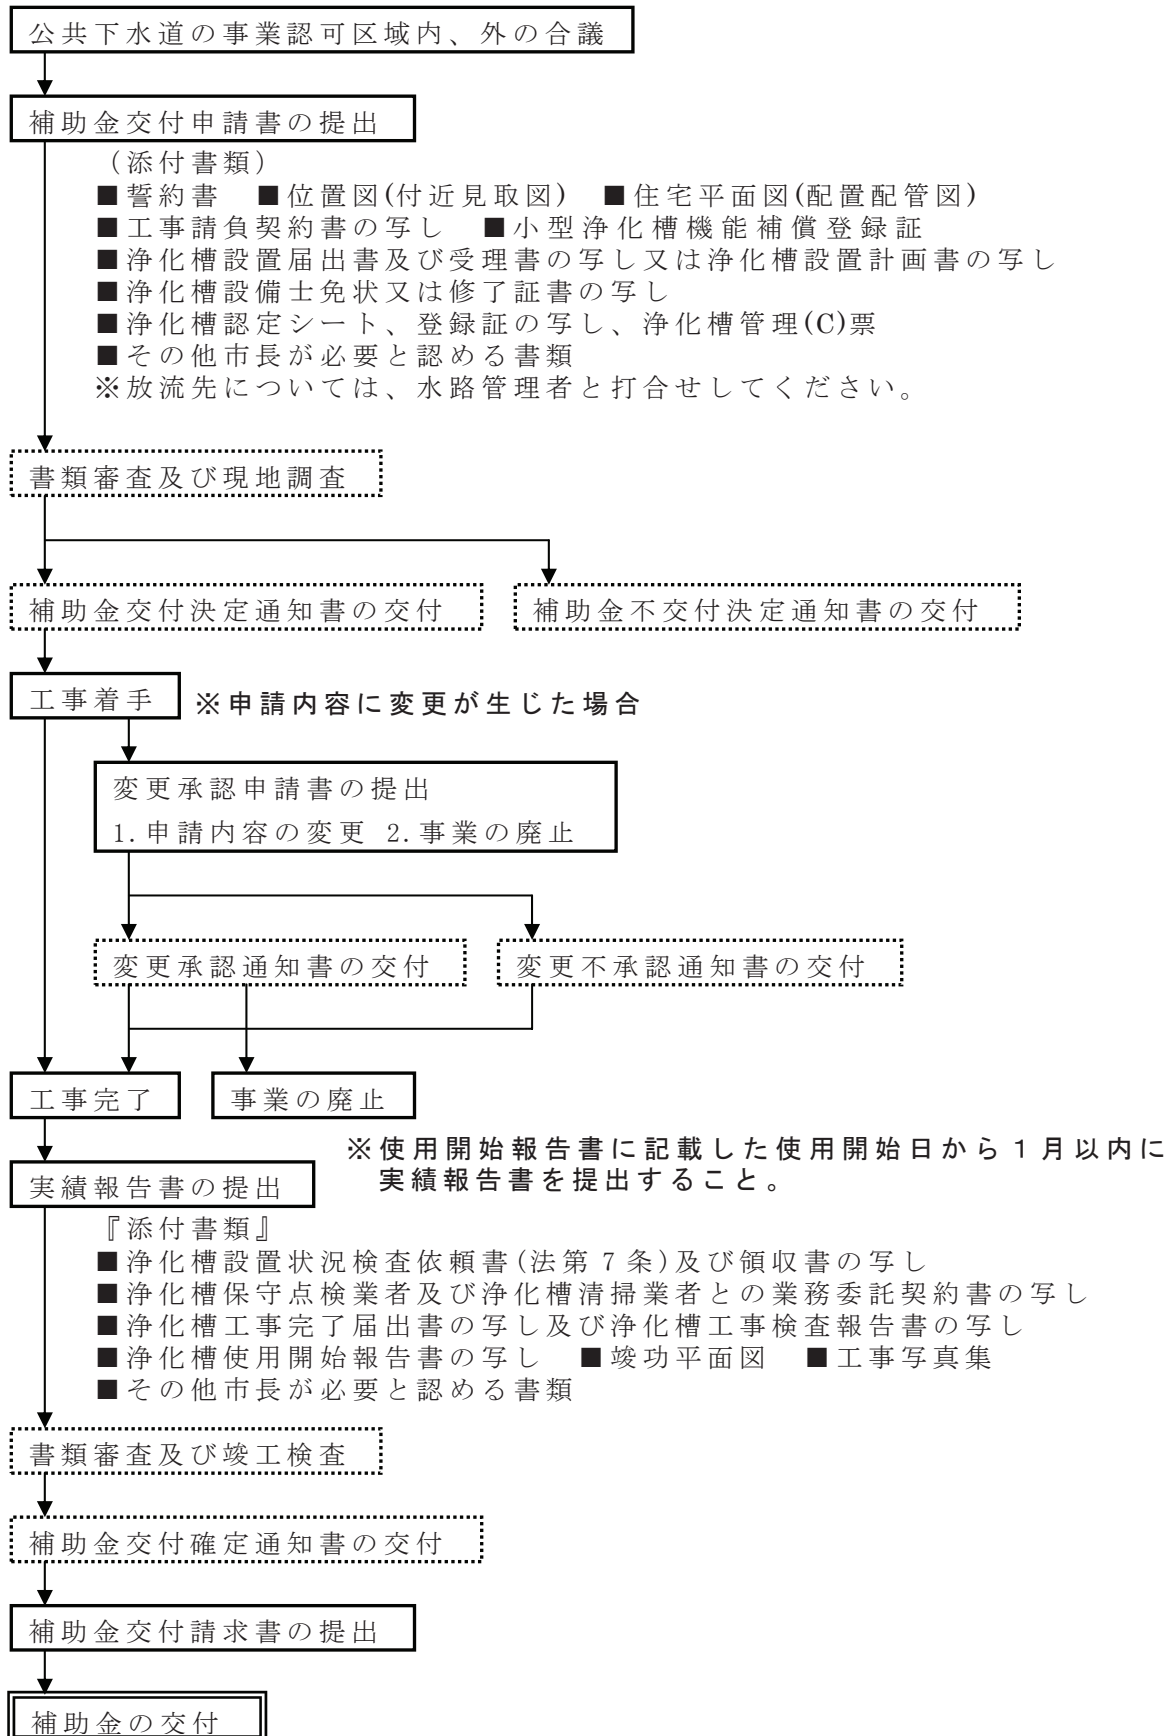 公共下水道の事業認可区域内、外の合議
補助金交付申請書の提出
（添付書類）
■誓約書　■位置図(付近見取図)　■住宅平面図(配置配管図)
■工事請負契約書の写し　■小型浄化槽機能補償登録証
■浄化槽設置届出書及び受理書の写し又は浄化槽設置計画書の写し
■浄化槽設備士免状又は修了証書の写し
■浄化槽認定シート、登録証の写し、浄化槽管理(C)票
■その他市長が必要と認める書類
※放流先については、水路管理者と打合せしてください。
書類審査及び現地調査
補助金交付決定通知書の交付　補助金不交付決定通知書の交付
工事着手　※申請内容に変更が生じた場合
変更承認申請書の提出
1.申請内容の変更 2.事業の廃止
変更承認通知書の交付　変更不承認通知書の交付
工事完了　事業の廃止
※使用開始報告書に記載した使用開始日から１月以内に
実績報告書を提出すること。
実績報告書の提出
『添付書類』
■浄化槽設置状況検査依頼書(法第７条)及び領収書の写し
■浄化槽保守点検業者及び浄化槽清掃業者との業務委託契約書の写し
■浄化槽工事完了届出書の写し及び浄化槽工事検査報告書の写し
■浄化槽使用開始報告書の写し　■竣功平面図　■工事写真集
■その他市長が必要と認める書類
書類審査及び竣工検査
補助金交付確定通知書の交付
補助金交付請求書の提出
補助金の交付